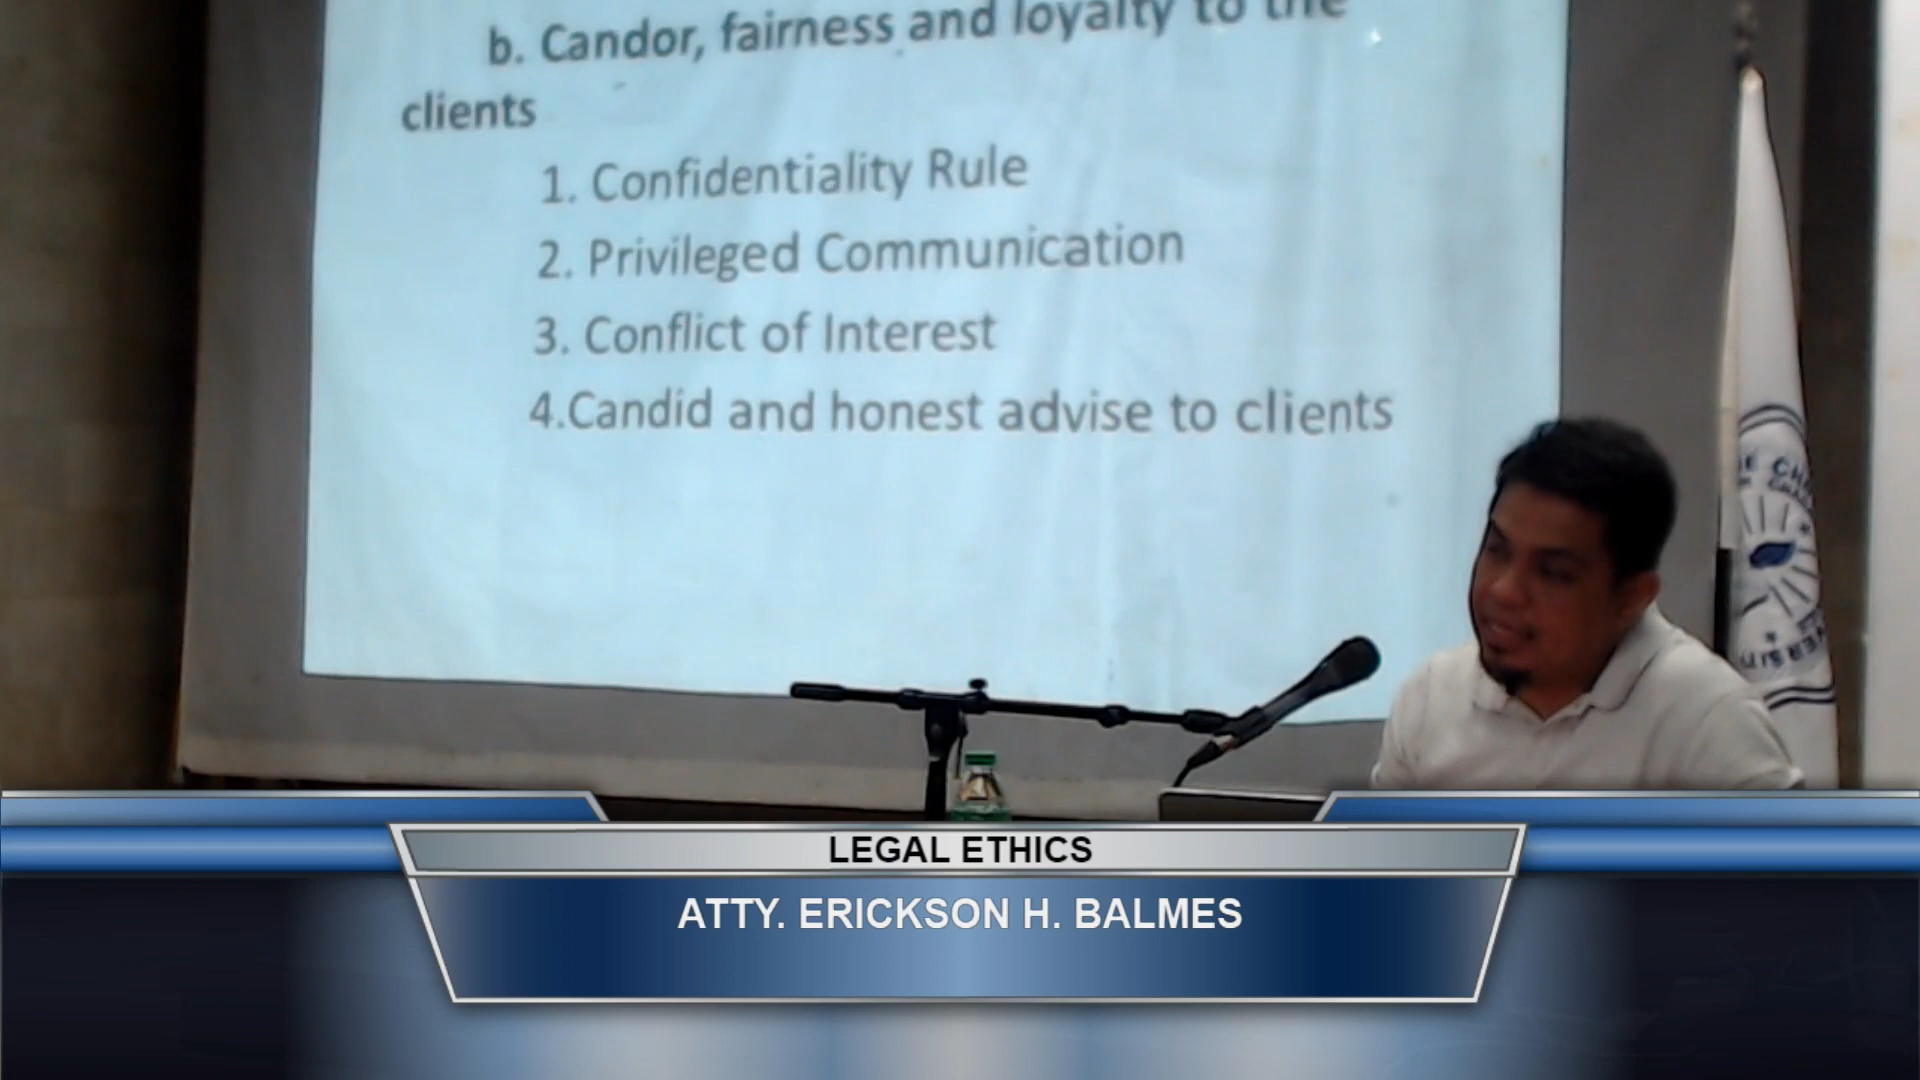 b. Candor, fairness and loyalty to the
clients
1. Confidentiality Rule
2. Privileged Communication
3. Conflict of Interest
4.Candid and honest advise to clients
LEGAL ETHICS
ATTY. ERICKSON H. BALMES